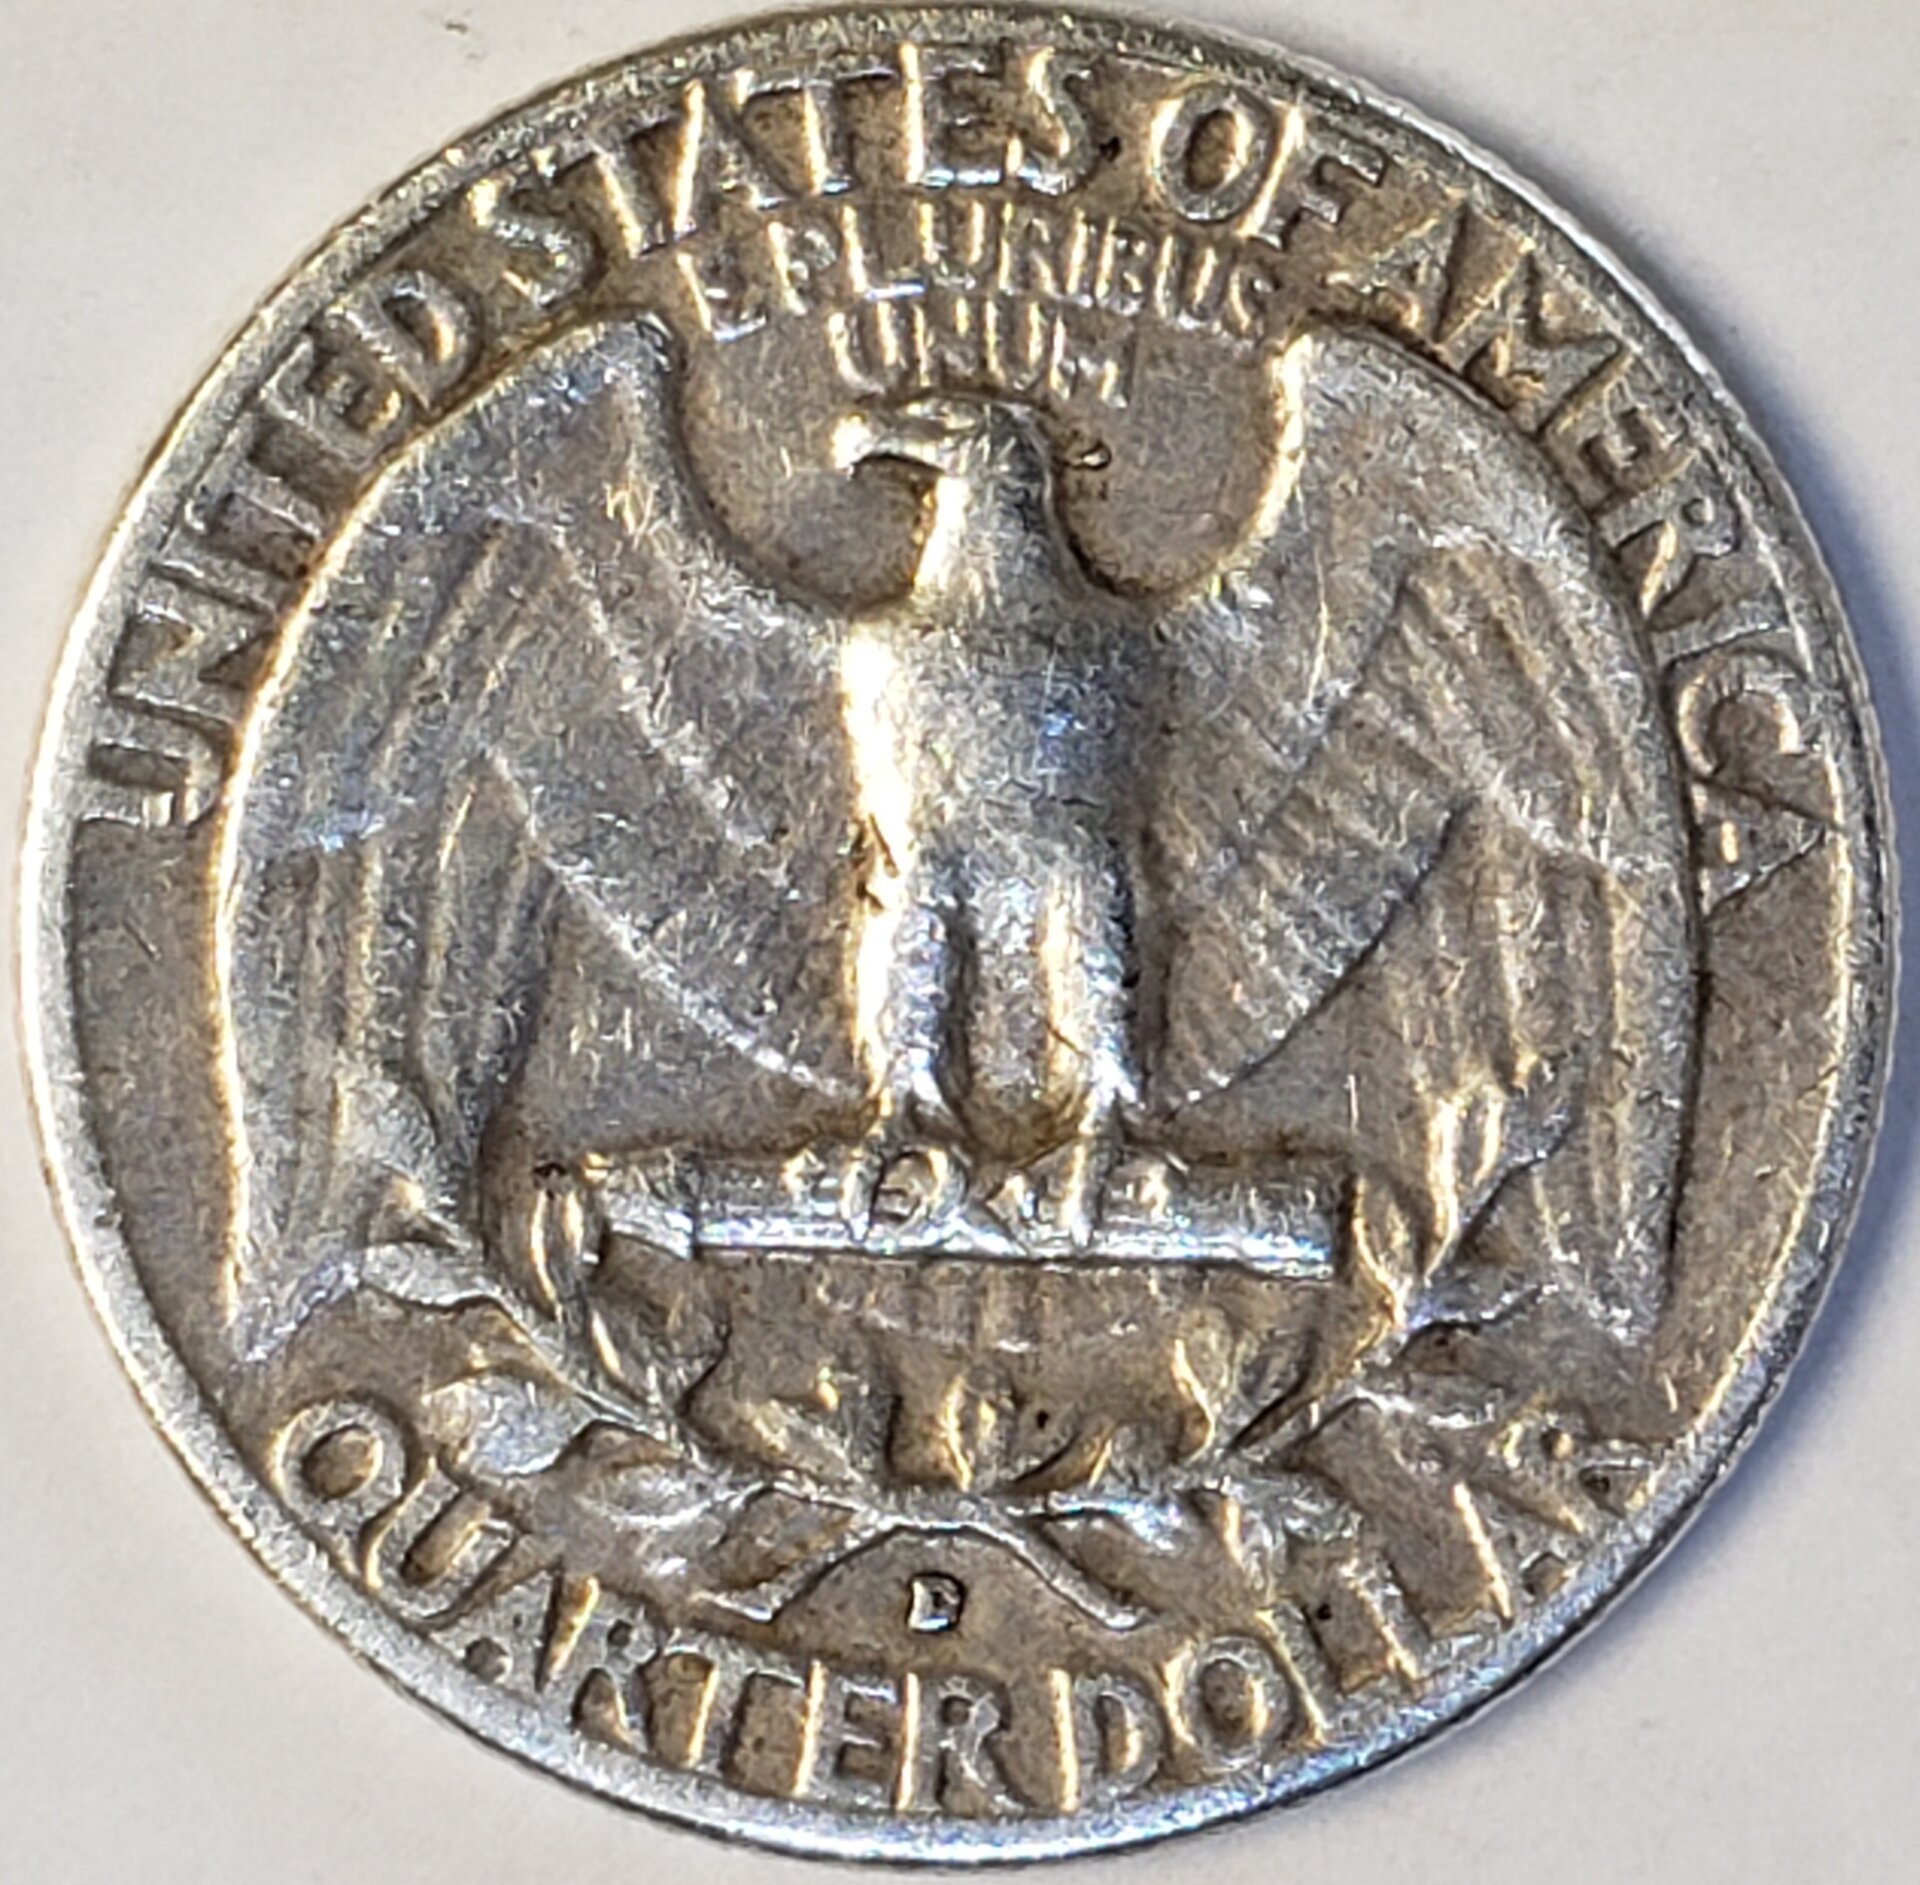 UNITED STATES OF AMERICA
E PLURIBUS
UNUM
D
QUARTER DOLLAR